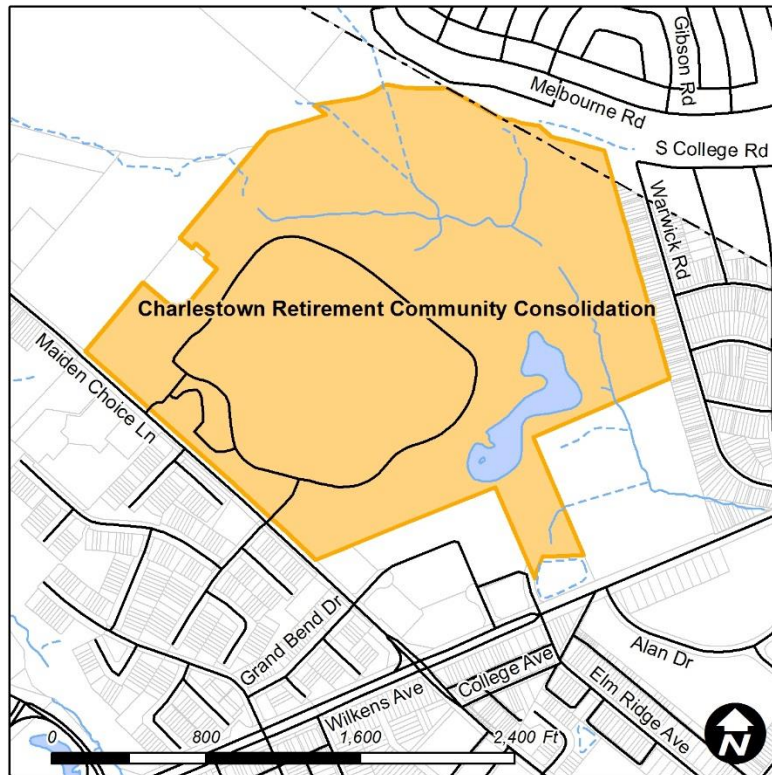 Gibson Rd
Melbourne Rd
S College Rd
Warwick Rd
Charlestown Retirement Community Consolidation
Maiden Choice Ln
Grand Bend Dr
Alan Dr
College Ave
Elm Ridge Ave
Wilkens Ave
0 800 1,600 2,400 Ft
N